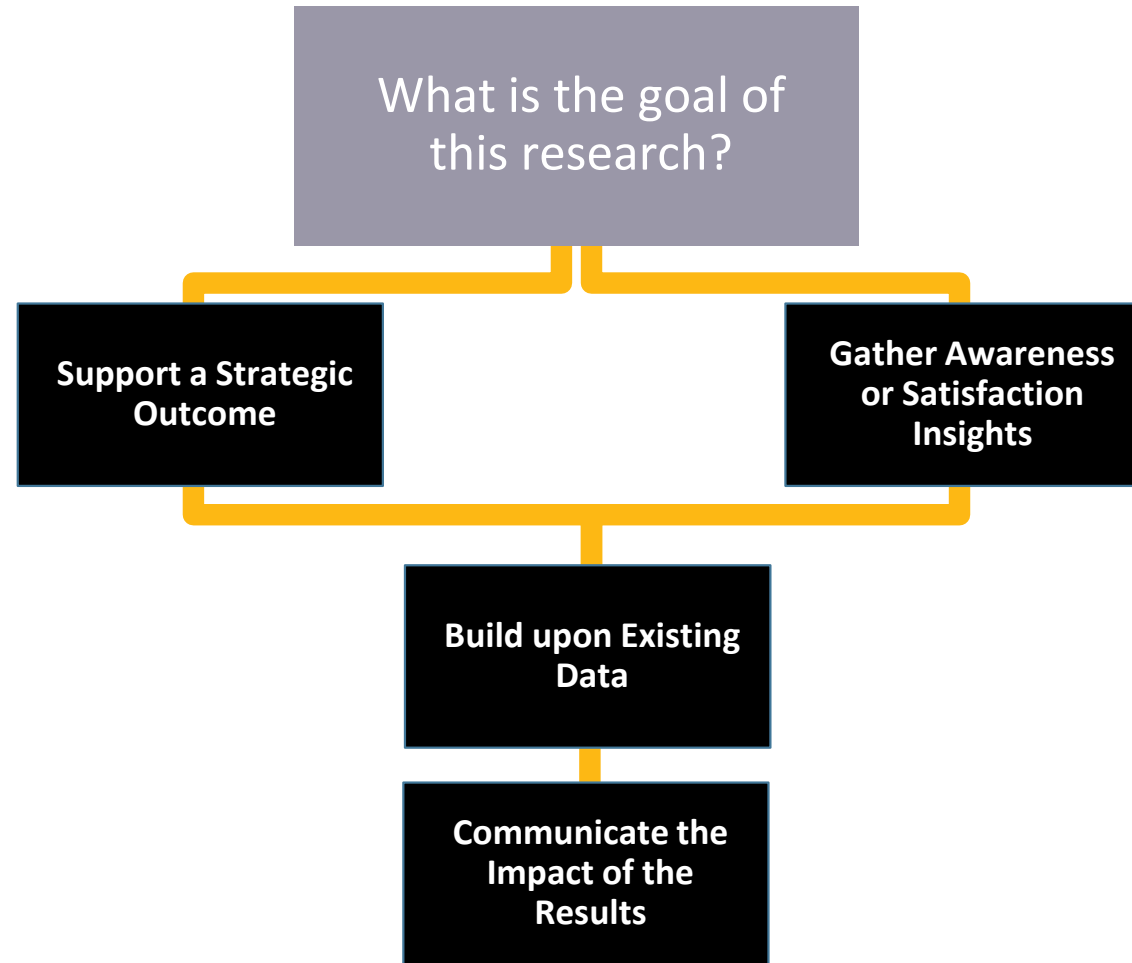 What is the goal of
this research?
Support a Strategic
Outcome
Gather Awareness
or Satisfaction
Insights
Build upon Existing
Data
Communicate the
Impact of the
Results